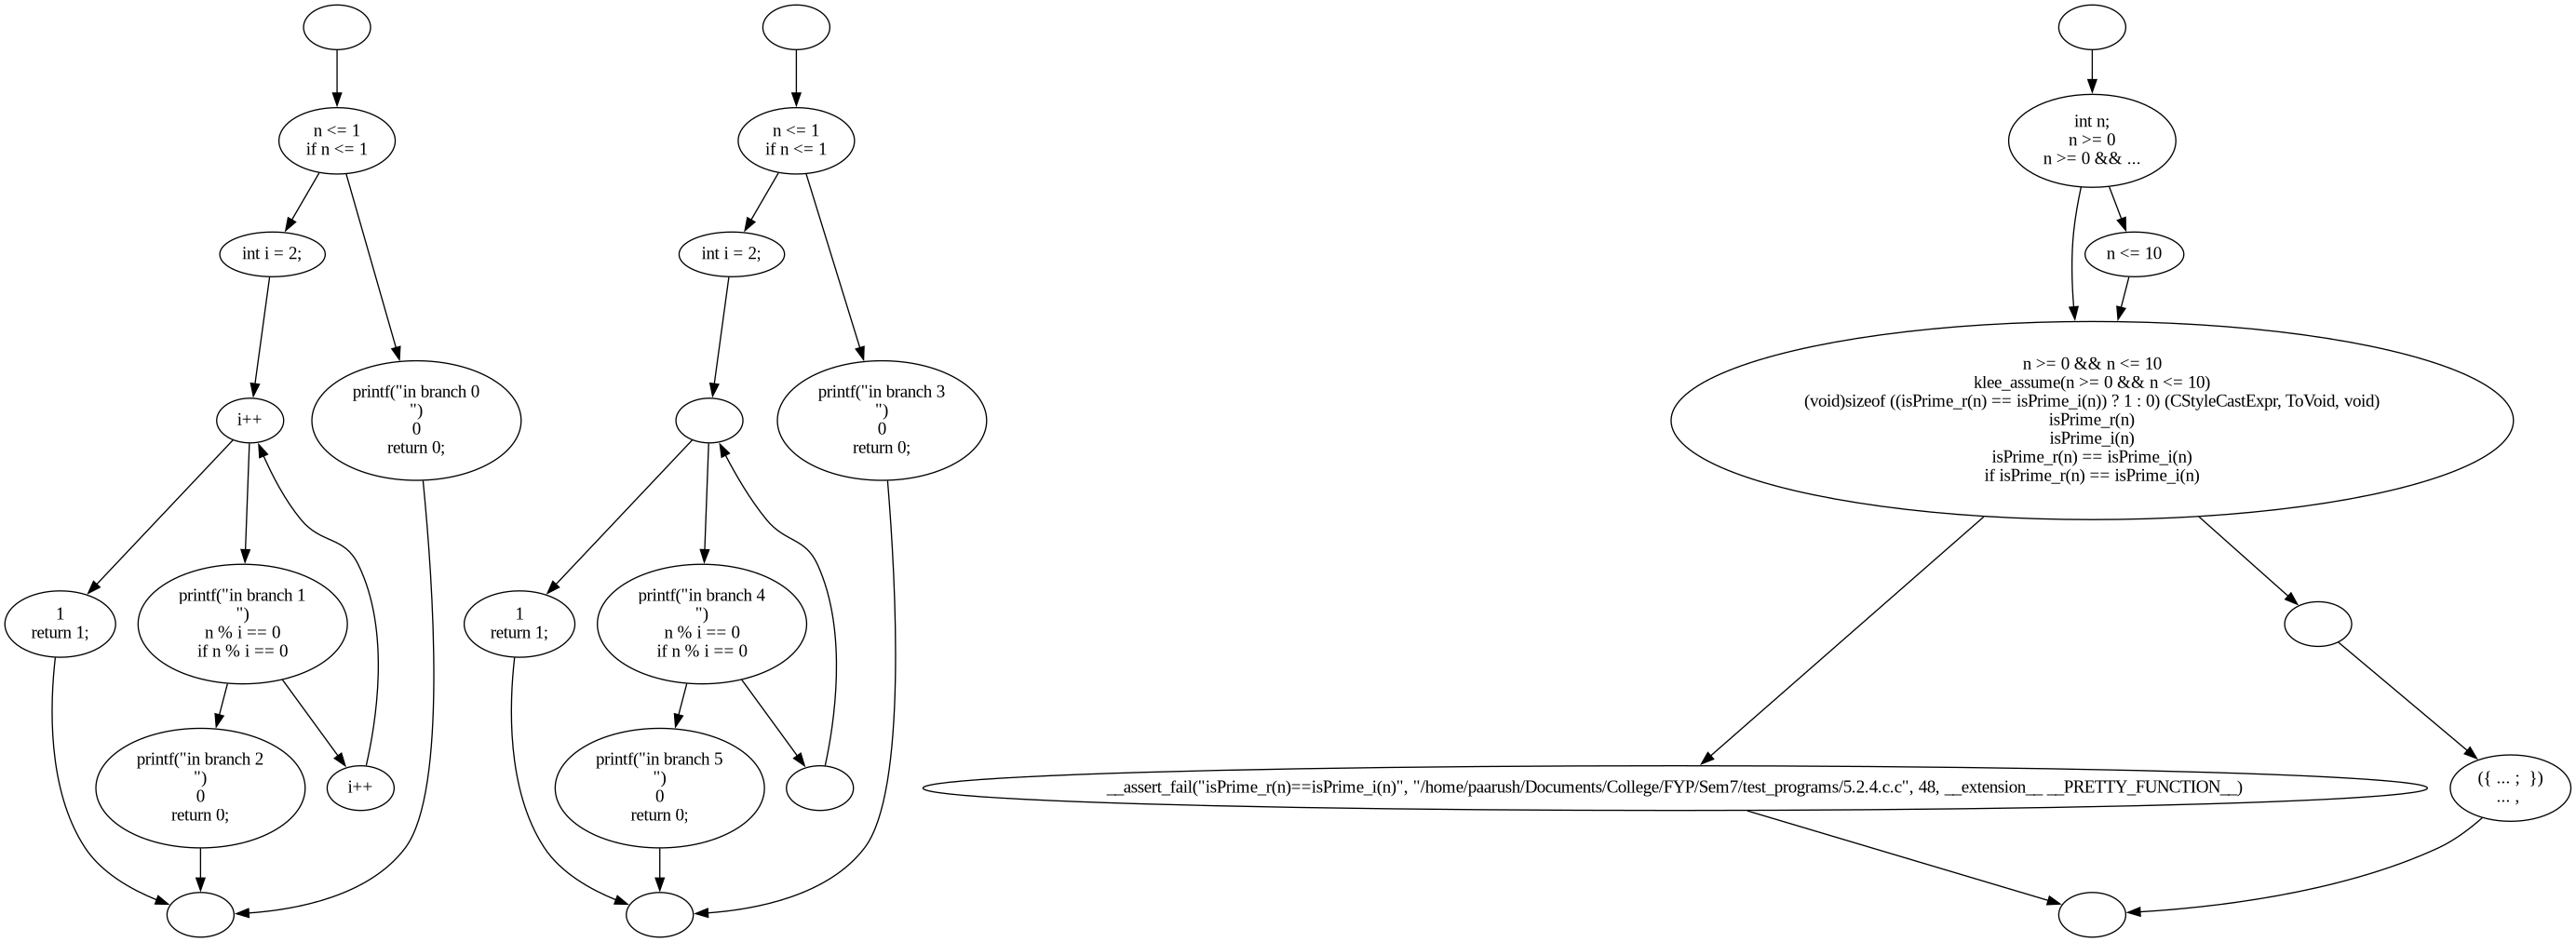 n <= 1
if n <= 1
int i = 2;
i++
printf("in branch 0
")
0
return 0;
1
return 1;
printf("in branch 1
")
n % i == 0
if n % i == 0
printf("in branch 2
")
0
return 0;
i++
n <= 1
if n <= 1
int i = 2;
printf("in branch 3
")
0
return 0;
1
return 1;
printf("in branch 4
")
n % i == 0
if n % i == 0
printf("in branch 5
")
0
return 0;
int n;
n >= 0
n >= 0 && ...
n <= 10
n >= 0 && n <= 10
klee_assume(n >= 0 && n <= 10)
(void)sizeof ((isPrime_r(n) == isPrime_i(n)) ? 1 : 0) (CStyleCastExpr, ToVoid, void)
isPrime_r(n)
isPrime_i(n)
isPrime_r(n) == isPrime_i(n)
if isPrime_r(n) == isPrime_i(n)
__assert_fail("isPrime_r(n)==isPrime_i(n)", "/home/paarush/Documents/College/FYP/Sem7/test_programs/5.2.4.c.c", 48, __extension__ __PRETTY_FUNCTION__)
({ ... ;  })
... ,